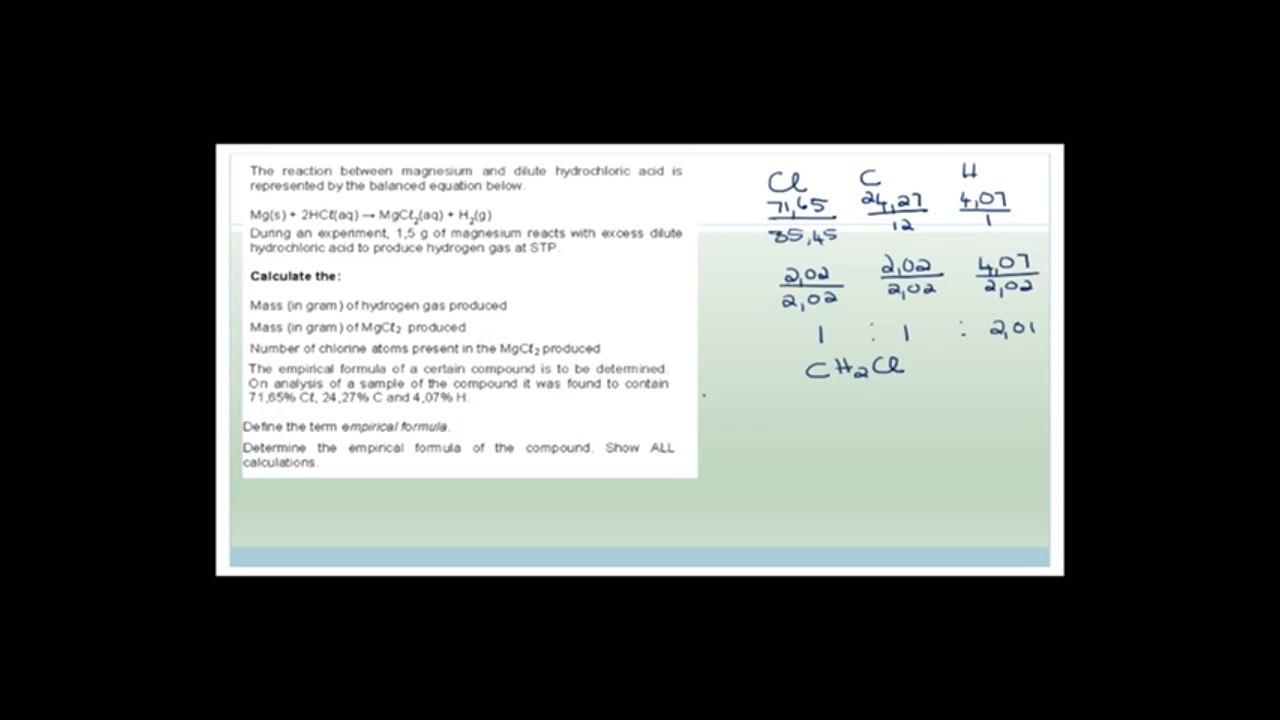 The reaction between magnesium and dilute hydrochloric acid is
represented by the balanced equation below.
Mg(s) + 2HCℓ(aq) → MgCℓ₂(aq) + H₂(g)
During an experiment, 1,5 g of magnesium reacts with excess dilute
hydrochloric acid to produce hydrogen gas at STP.
Calculate the:
Mass (in gram) of hydrogen gas produced
Mass (in gram) of MgCℓ₂ produced
Number of chlorine atoms present in the MgCℓ₂ produced
The empirical formula of a certain compound is to be determined.
On analysis of a sample of the compound it was found to contain
71,65% Cℓ, 24,27% C and 4,07% H.
Define the term empirical formula.
Determine the empirical formula of the compound. Show ALL
calculations.
Cl C H
71,65 24,27 4,07
35,45 12 1
2,02 2,02 4,07
2,02 2,02 2,02
1 : 1 : 2,01
CH₂Cl